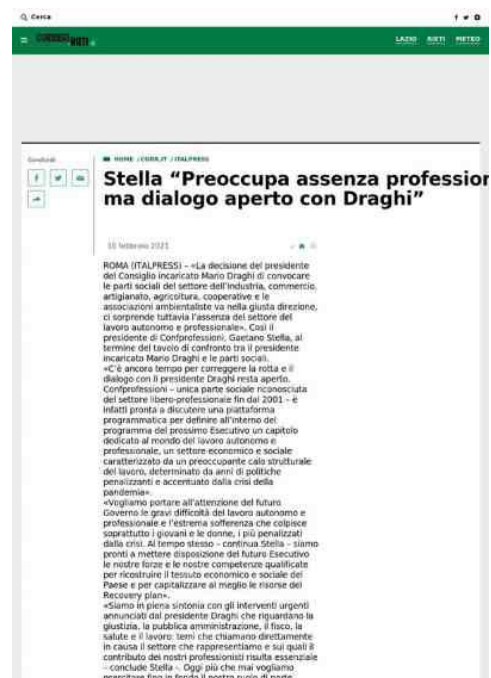 Cerca
CORRIERE DI RIETI
LAZIO RIETI METEO
Condividi:
HOME / CORR.IT / ITALPRESS
Stella “Preoccupa assenza profession
ma dialogo aperto con Draghi”
10 febbraio 2021
ROMA (ITALPRESS) – «La decisione del presidente
del Consiglio incaricato Mario Draghi di convocare
le parti sociali del settore dell'industria, commercio,
artigianato, agricoltura, cooperative e le
associazioni ambientaliste va nella giusta direzione,
ci sorprende tuttavia l'assenza del settore del
lavoro autonomo e professionale». Così il
presidente di Confprofessioni, Gaetano Stella, al
termine del tavolo di confronto tra il presidente
incaricato Mario Draghi e le parti sociali.
«C'è ancora tempo per correggere la rotta e il
dialogo con il presidente Draghi resta aperto.
Confprofessioni – unica parte sociale riconosciuta
del settore libero-professionale fin dal 2001 – è
infatti pronta a discutere una piattaforma
programmatica per definire all'interno del
programma del prossimo Esecutivo un capitolo
dedicato al mondo del lavoro autonomo e
professionale, un settore economico e sociale
caratterizzato da un preoccupante calo strutturale
del lavoro, determinato da anni di politiche
penalizzanti e accentuato dalla crisi della
pandemia».
«Vogliamo portare all'attenzione del futuro
Governo le gravi difficoltà del lavoro autonomo e
professionale e l'estrema sofferenza che colpisce
soprattutto i giovani e le donne, i più penalizzati
dalla crisi. Al tempo stesso – continua Stella – siamo
pronti a mettere disposizione del futuro Esecutivo
le nostre forze e le nostre competenze qualificate
per ricostruire il tessuto economico e sociale del
Paese e per capitalizzare al meglio le risorse del
Recovery plan».
«Siamo in piena sintonia con gli interventi urgenti
annunciati dal presidente Draghi che riguardano la
giustizia, la pubblica amministrazione, il fisco, la
salute e il lavoro: temi che chiamano direttamente
in causa il settore che rappresentiamo e sui quali il
contributo dei nostri professionisti risulta essenziale
– conclude Stella -. Oggi più che mai vogliamo
esercitare fino in fondo il nostro ruolo di parte